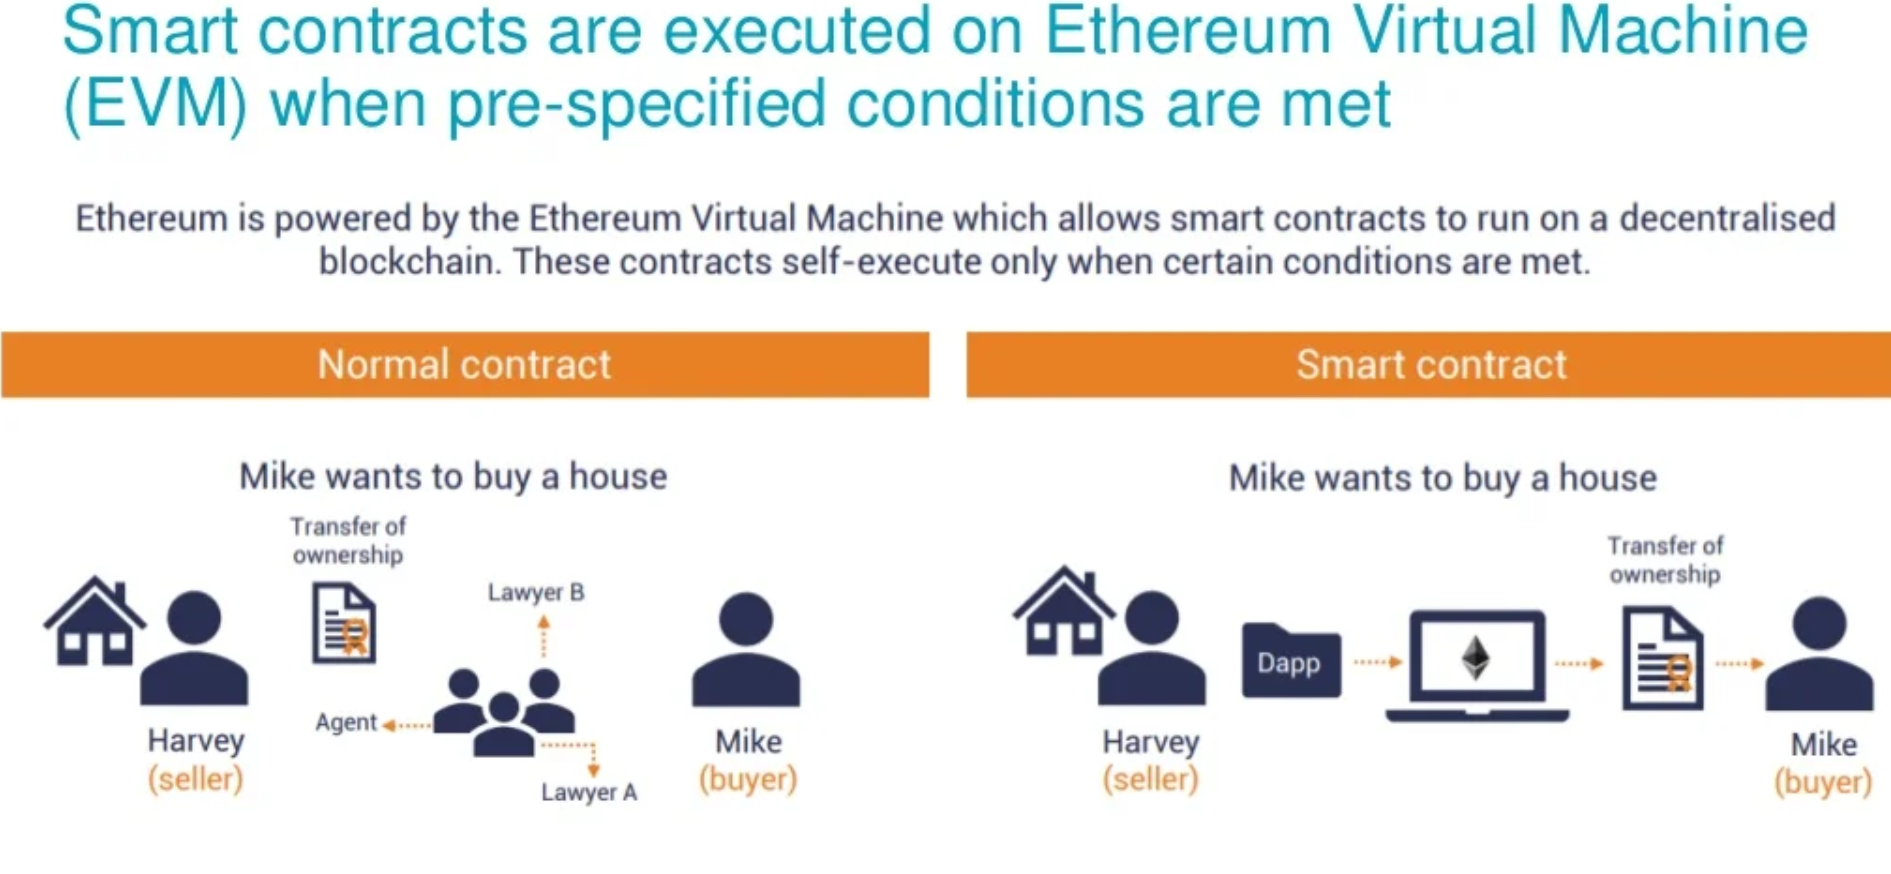 Smart contracts are executed on Ethereum Virtual Machine
(EVM) when pre-specified conditions are met
Ethereum is powered by the Ethereum Virtual Machine which allows smart contracts to run on a decentralised
blockchain. These contracts self-execute only when certain conditions are met.
Normal contract
Mike wants to buy a house
Transfer of
ownership
Lawyer B
Agent
Lawyer A
Harvey
(seller)
Mike
(buyer)
Smart contract
Mike wants to buy a house
Transfer of
ownership
Dapp
Harvey
(seller)
Mike
(buyer)